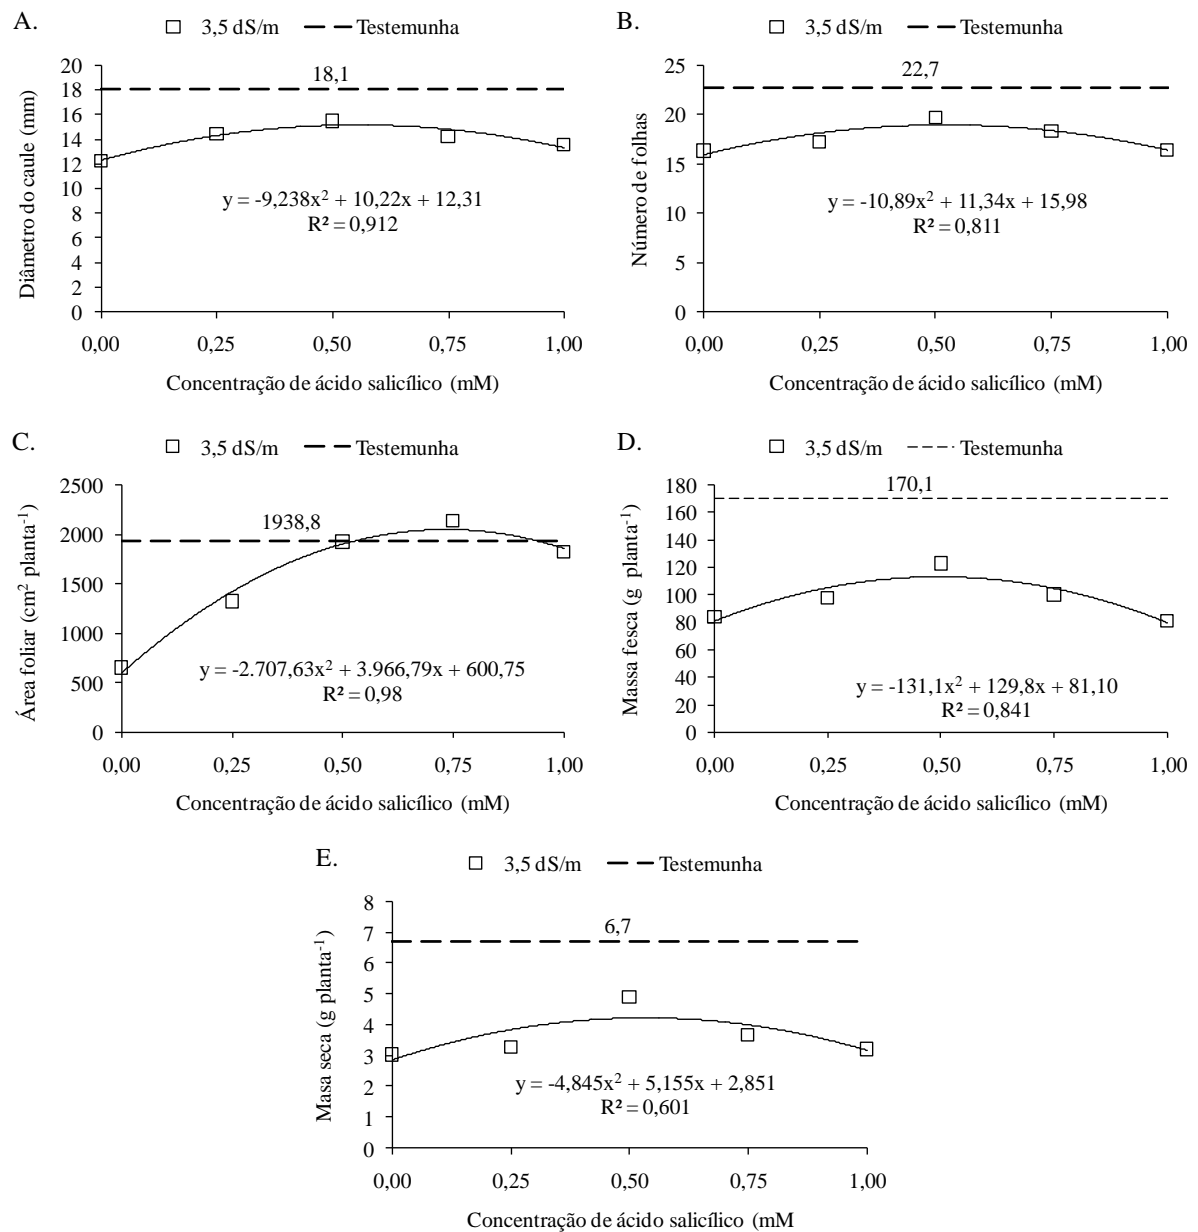 A.
3,5 dS/m Testemunha
18,1
20
18
16
14
12
10
8
6
4
2
0
Diâmetro do caule (mm)
y = -9,238x² + 10,22x + 12,31
R² = 0,912
0,00 0,25 0,50 0,75 1,00
Concentração de ácido salicílico (mM)
B.
3,5 dS/m Testemunha
22,7
25
20
15
10
5
0
Número de folhas
y = -10,89x² + 11,34x + 15,98
R² = 0,811
0,00 0,25 0,50 0,75 1,00
Concentração de ácido salicílico (mM)
C.
3,5 dS/m Testemunha
1938,8
2500
2000
1500
1000
500
0
Área foliar (cm² planta⁻¹)
y = -2.707,63x² + 3.966,79x + 600,75
R² = 0,98
0,00 0,25 0,50 0,75 1,00
Concentração de ácido salicílico (mM)
D.
3,5 dS/m Testemunha
170,1
180
160
140
120
100
80
60
40
20
0
Massa fesca (g planta⁻¹)
y = -131,1x² + 129,8x + 81,10
R² = 0,841
0,00 0,25 0,50 0,75 1,00
Concentração de ácido salicílico (mM)
E.
3,5 dS/m Testemunha
6,7
8
7
6
5
4
3
2
1
0
Masa seca (g planta⁻¹)
y = -4,845x² + 5,155x + 2,851
R² = 0,601
0,00 0,25 0,50 0,75 1,00
Concentração de ácido salicílico (mM